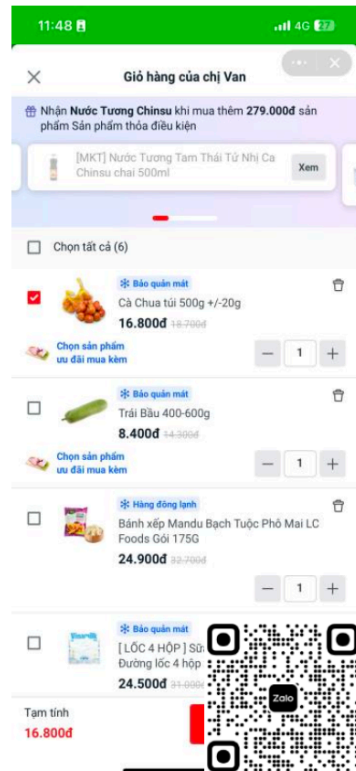 11:48
4G 27
Giỏ hàng của chị Van
Nhận Nước Tương Chinsu khi mua thêm 279.000đ sản
phẩm Sản phẩm thỏa điều kiện
[MKT] Nước Tương Tam Thái Tử Nhị Ca
Chinsu chai 500ml
Xem
Chọn tất cả (6)
Bảo quản mát
Cà Chua túi 500g +/-20g
16.800đ 18.700đ
Chọn sản phẩm
ưu đãi mua kèm
1
Bảo quản mát
Trái Bầu 400-600g
8.400đ 14.300đ
Chọn sản phẩm
ưu đãi mua kèm
1
Hàng đông lạnh
Bánh xếp Mandu Bạch Tuộc Phô Mai LC
Foods Gói 175G
24.900đ 32.700đ
1
Bảo quản mát
[ LỐC 4 HỘP ]
Đường lốc 4 hộp
24.500đ 31.000
Zalo
Tạm tính
16.800đ